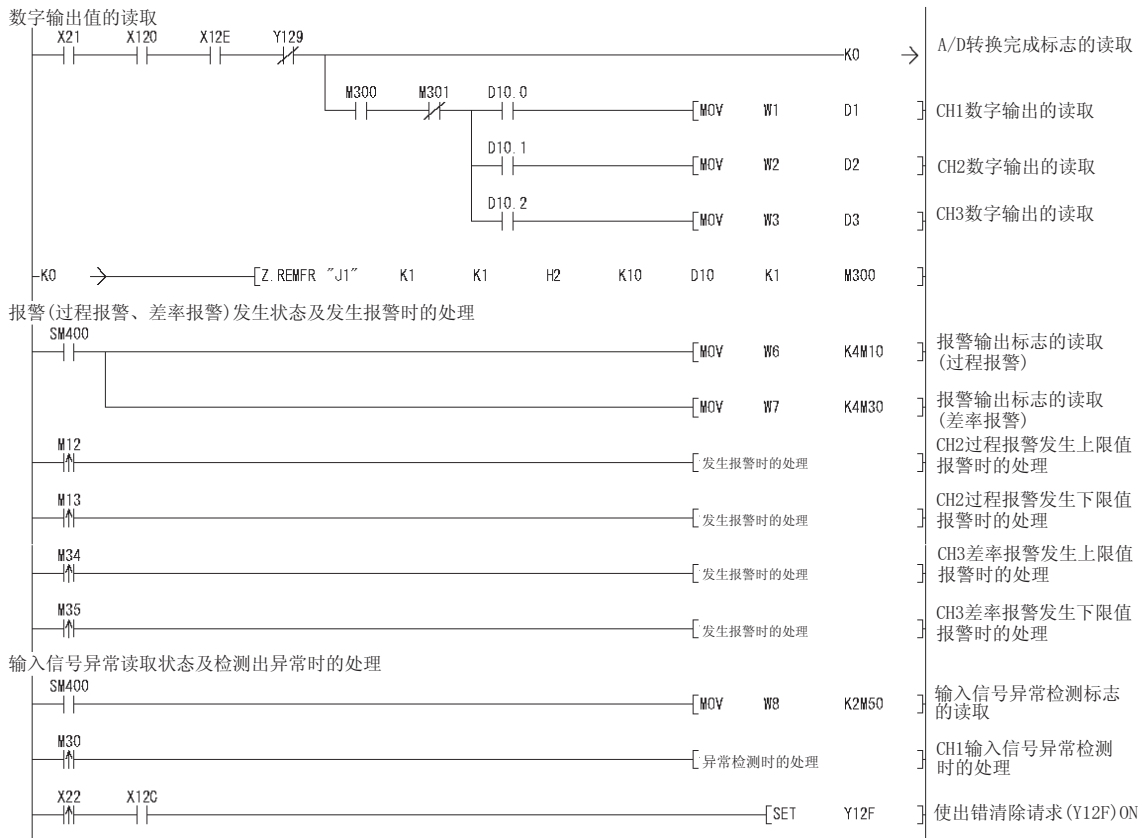 数字输出值的读取
X21 X120 X12E Y129
K0 A/D转换完成标志的读取
M300 M301 D10.0
[MOV W1 D1 ] CH1数字输出的读取
D10.1
[MOV W2 D2 ] CH2数字输出的读取
D10.2
[MOV W3 D3 ] CH3数字输出的读取
K0 [Z.REMFR "J1" K1 K1 H2 K10 D10 K1 M300 ]
报警(过程报警、差率报警)发生状态及发生报警时的处理
SM400
[MOV W6 K4M10 ] 报警输出标志的读取
(过程报警)
[MOV W7 K4M30 ] 报警输出标志的读取
(差率报警)
M12
[ 发生报警时的处理 ] CH2过程报警发生上限值
报警时的处理
M13
[ 发生报警时的处理 ] CH2过程报警发生下限值
报警时的处理
M34
[ 发生报警时的处理 ] CH3差率报警发生上限值
报警时的处理
M35
[ 发生报警时的处理 ] CH3差率报警发生下限值
报警时的处理
输入信号异常读取状态及检测出异常时的处理
SM400
[MOV W8 K2M50 ] 输入信号异常检测标志
的读取
M30
[ 异常检测时的处理 ] CH1输入信号异常检测
时的处理
X22 X12C
[SET Y12F ] 使出错清除请求(Y12F)ON